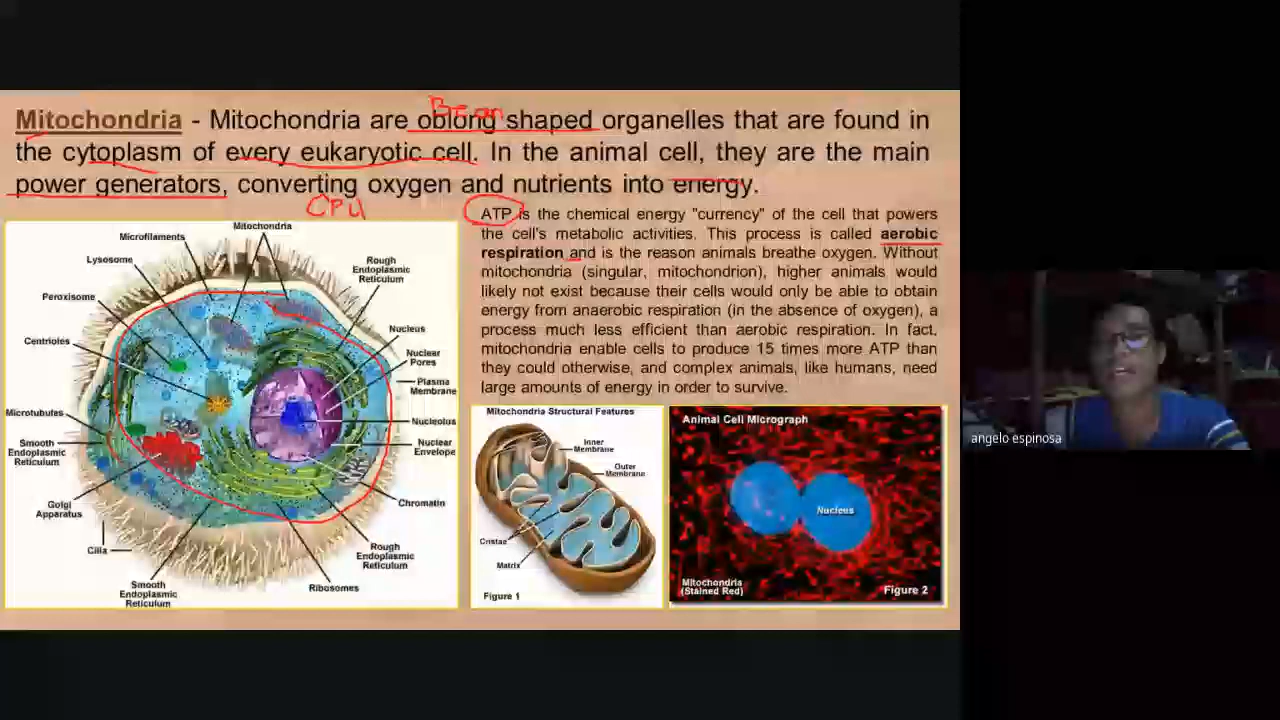 Bean
Mitochondria - Mitochondria are oblong shaped organelles that are found in
the cytoplasm of every eukaryotic cell. In the animal cell, they are the main
power generators, converting oxygen and nutrients into energy.
CPU
ATP is the chemical energy "currency" of the cell that powers
the cell's metabolic activities. This process is called aerobic
respiration and is the reason animals breathe oxygen. Without
mitochondria (singular, mitochondrion), higher animals would
likely not exist because their cells would only be able to obtain
energy from anaerobic respiration (in the absence of oxygen), a
process much less efficient than aerobic respiration. In fact,
mitochondria enable cells to produce 15 times more ATP than
they could otherwise, and complex animals, like humans, need
large amounts of energy in order to survive.
Mitochondria
Microfilaments
Lysosome
Peroxisome
Centrioles
Microtubules
Smooth
Endoplasmic
Reticulum
Golgi
Apparatus
Cilia
Smooth
Endoplasmic
Reticulum
Ribosomes
Rough
Endoplasmic
Reticulum
Chromatin
Nuclear
Envelope
Nucleolus
Plasma
Membrane
Nuclear
Pores
Nucleus
Rough
Endoplasmic
Reticulum
Mitochondria Structural Features
Inner
Membrane
Outer
Membrane
Cristae
Matrix
Figure 1
Animal Cell Micrograph
Nucleus
Mitochondria
(Stained Red)
Figure 2
angelo espinosa